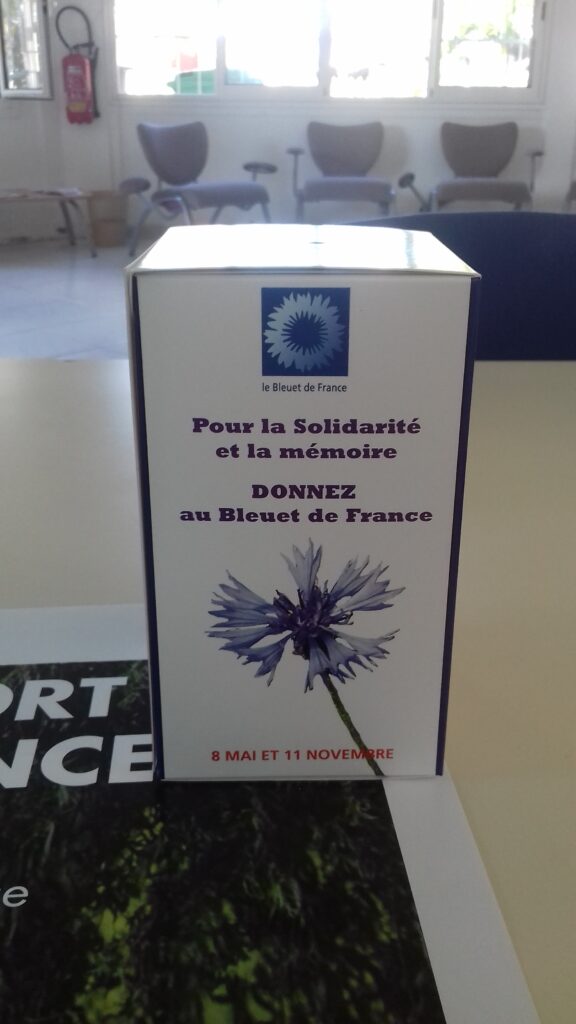 le Bleuet de France
Pour la Solidarité
et la mémoire
DONNEZ
au Bleuet de France
8 MAI ET 11 NOVEMBRE
ORT
NCE
e